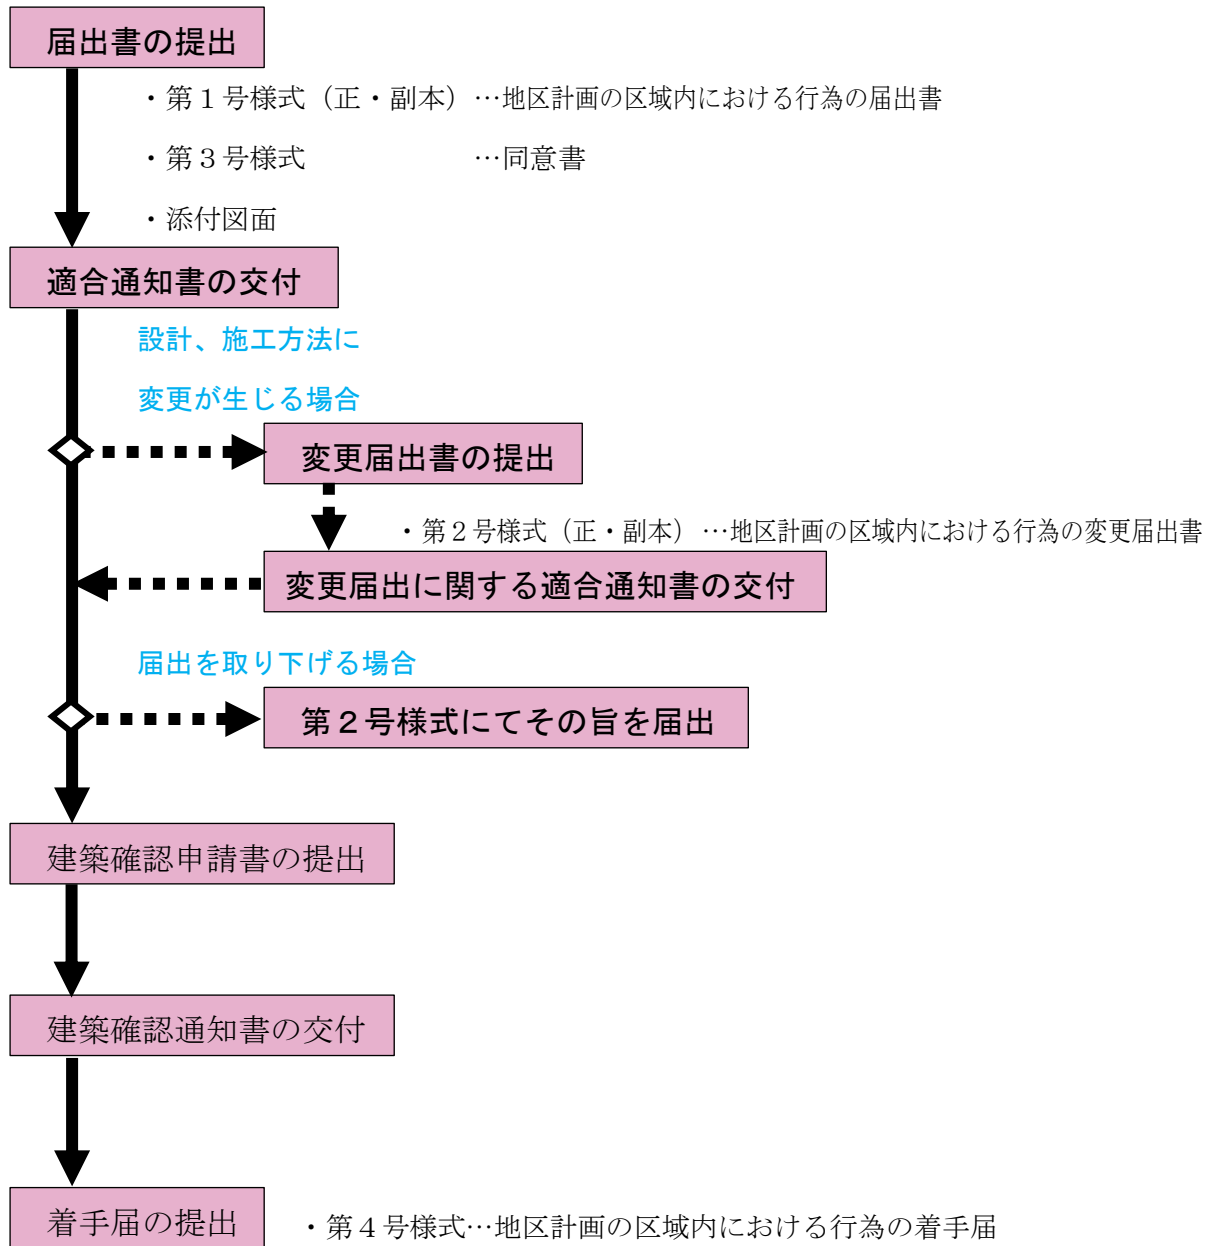 届出書の提出
・第１号様式（正・副本）…地区計画の区域内における行為の届出書
・第３号様式　　　　　　…同意書
・添付図面
適合通知書の交付
設計、施工方法に
変更が生じる場合
変更届出書の提出
・第２号様式（正・副本）…地区計画の区域内における行為の変更届出書
変更届出に関する適合通知書の交付
届出を取り下げる場合
第２号様式にてその旨を届出
建築確認申請書の提出
建築確認通知書の交付
着手届の提出
・第４号様式…地区計画の区域内における行為の着手届